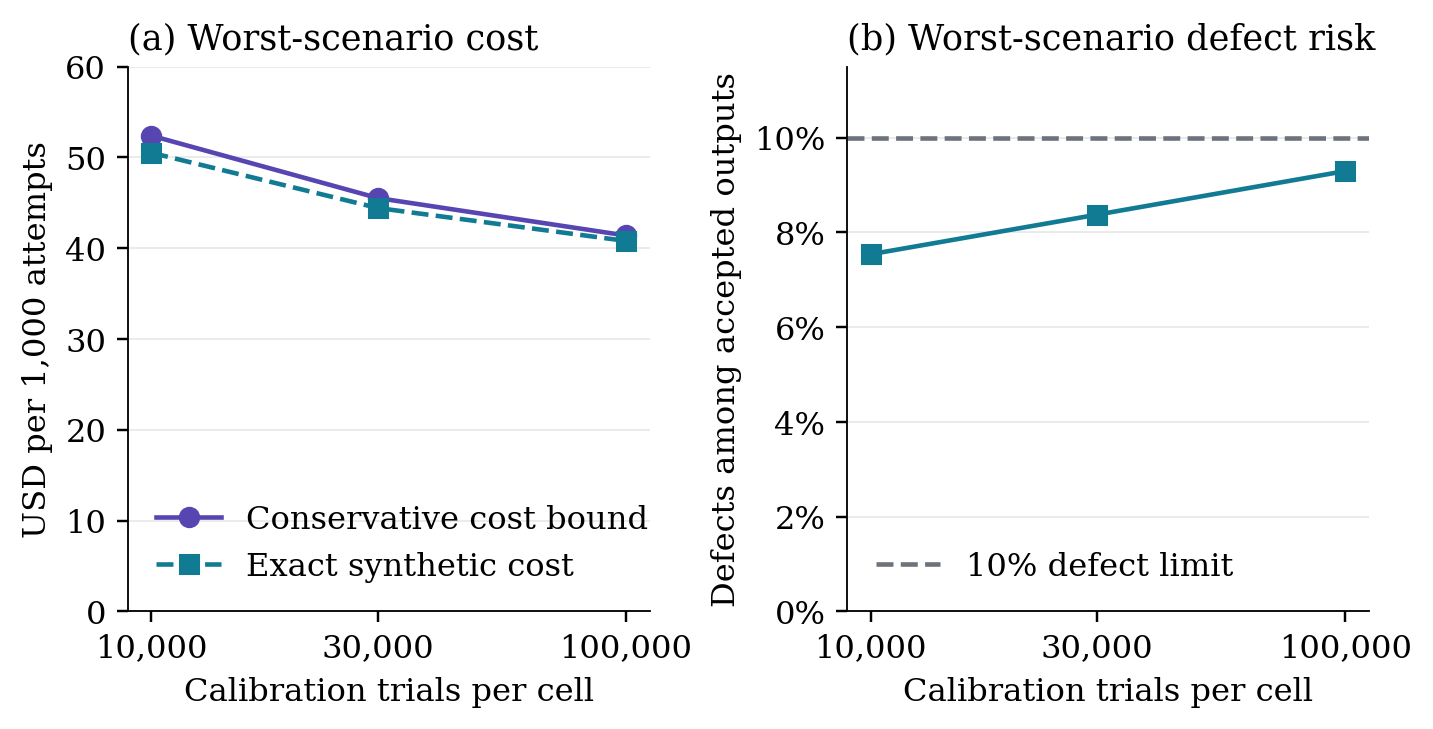 (a) Worst-scenario cost
USD per 1,000 attempts
60
50
40
30
20
10
0
Conservative cost bound
Exact synthetic cost
10,000
30,000
100,000
Calibration trials per cell
(b) Worst-scenario defect risk
Defects among accepted outputs
10%
8%
6%
4%
2%
0%
10% defect limit
10,000
30,000
100,000
Calibration trials per cell